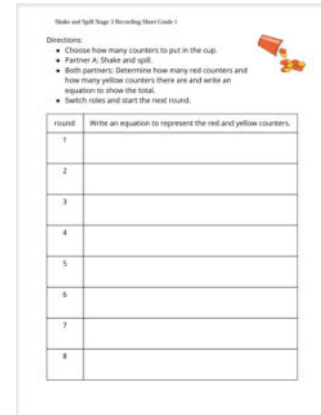 Shake and Spill Stage 3 Recording Sheet Grade 1
Directions:
• Choose how many counters to put in the cup.
• Partner A: Shake and spill.
• Both partners: Determine how many red counters and
how many yellow counters there are and write an
equation to show the total.
• Switch roles and start the next round.
round Write an equation to represent the red and yellow counters.
1
2
3
4
5
6
7
8